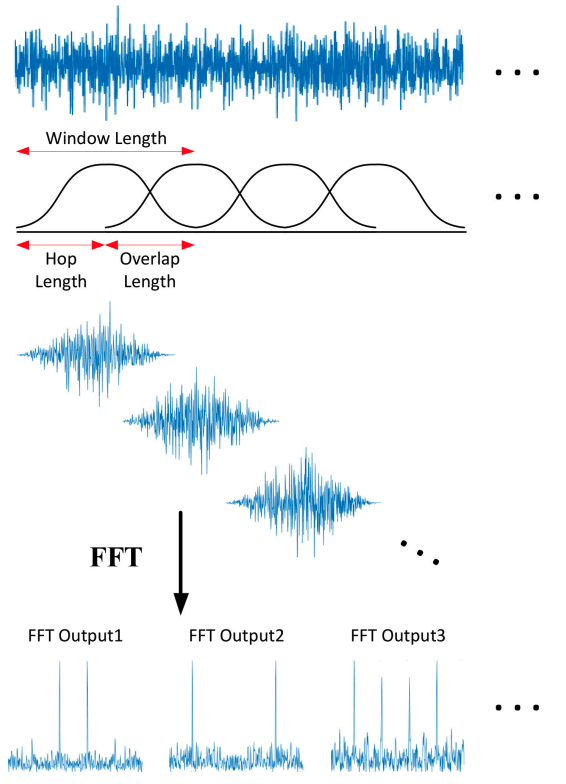 Window Length
Hop
Length
Overlap
Length
FFT
FFT Output1
FFT Output2
FFT Output3